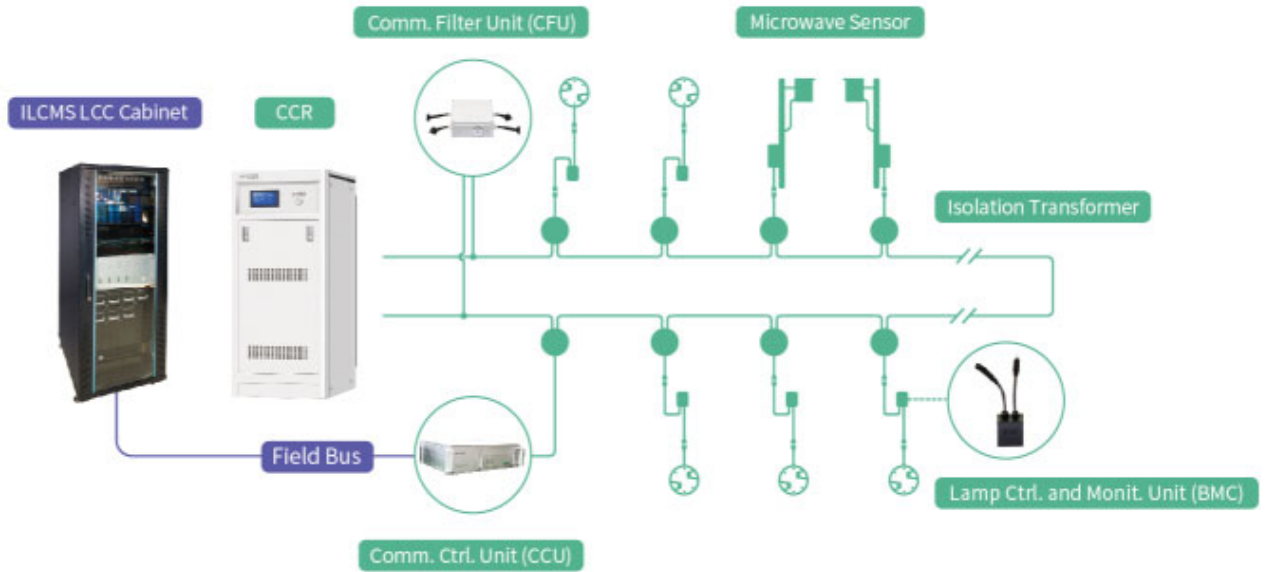 Comm. Filter Unit (CFU)
Microwave Sensor
ILCMS LCC Cabinet
CCR
Isolation Transformer
Field Bus
Lamp Ctrl. and Monit. Unit (BMC)
Comm. Ctrl. Unit (CCU)